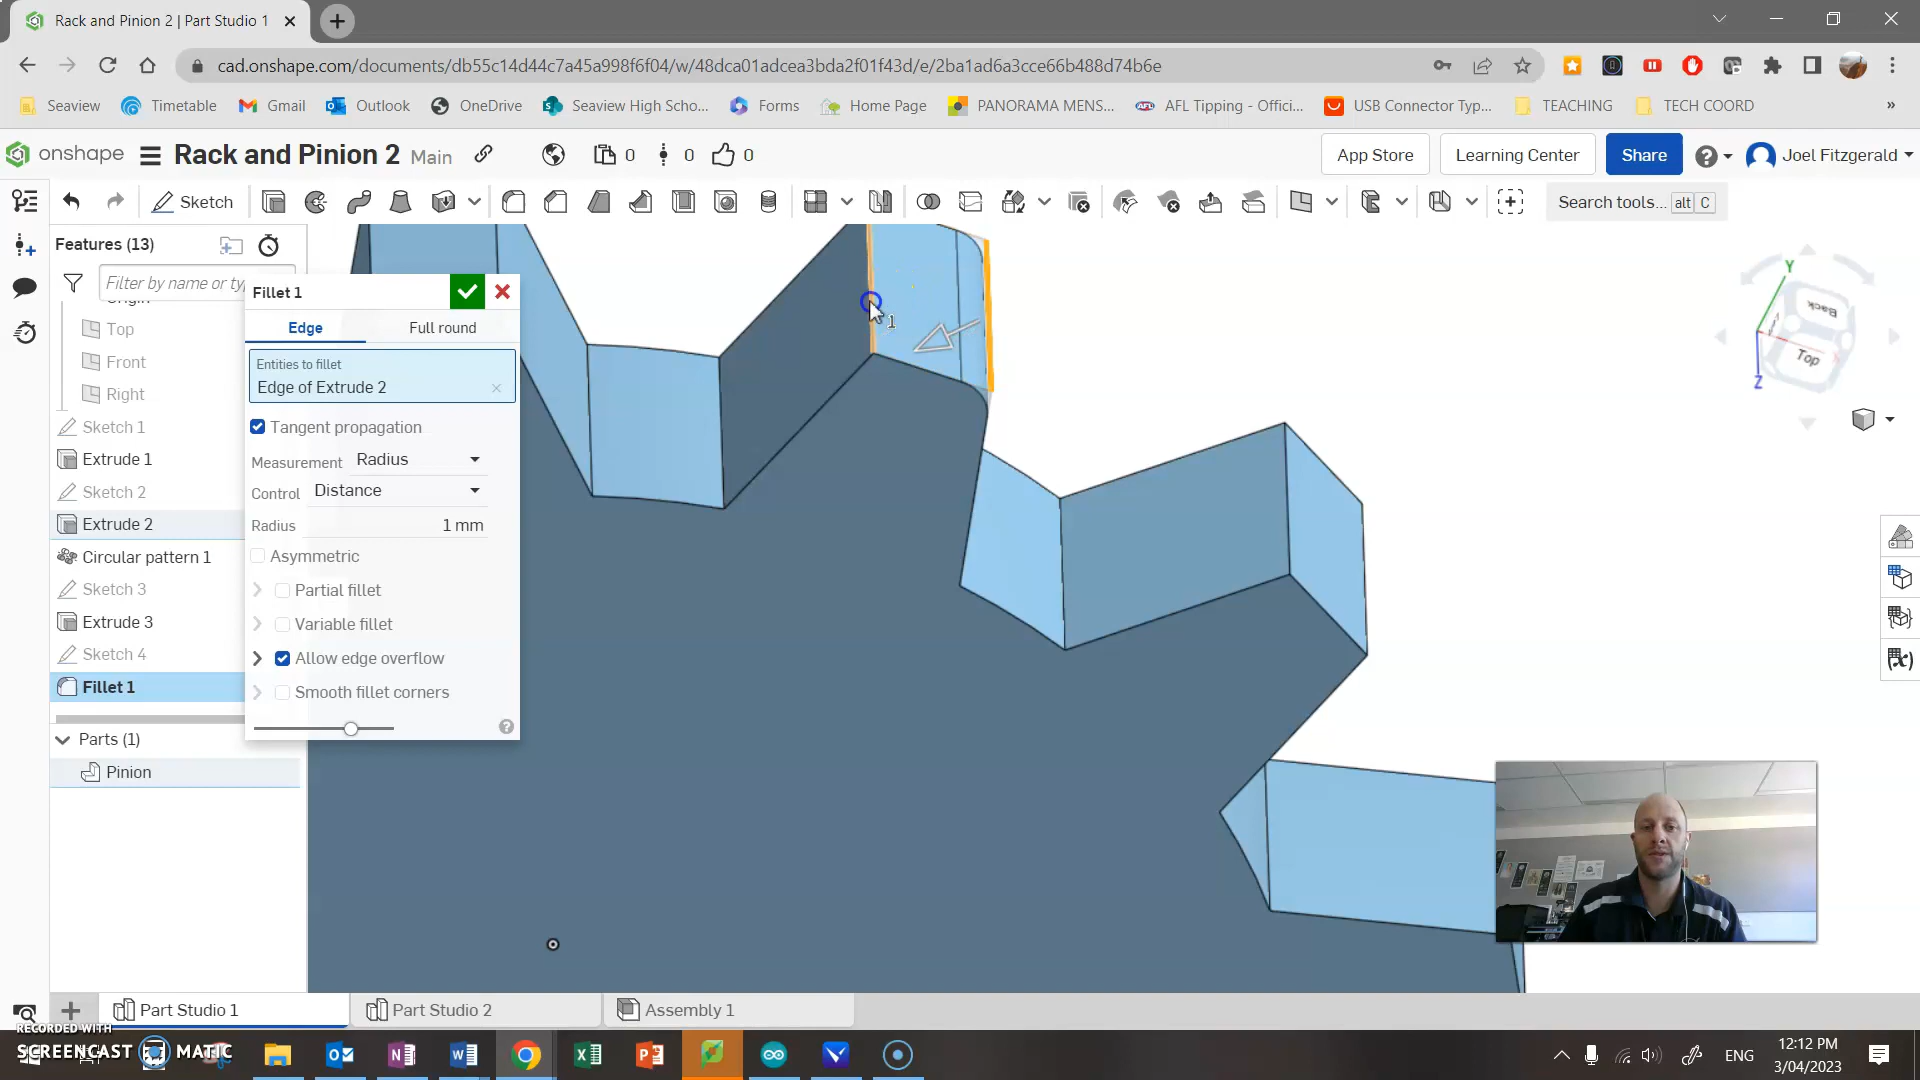 Rack and Pinion 2 | Part Studio 1
cad.onshape.com/documents/db55c14d44c7a45a998f6f04/w/48dca01adcea3bda2f01f43d/e/2ba1ad6a3cce66b488d74b6e
Seaview
Timetable
Gmail
Outlook
OneDrive
Seaview High Scho...
Forms
Home Page
PANORAMA MENS...
AFL Tipping - Offici...
USB Connector Typ...
TEACHING
TECH COORD
»
onshape
Rack and Pinion 2 Main
0
0
0
App Store
Learning Center
Share
Joel Fitzgerald
Sketch
Search tools... alt C
Features (13)
Filter by name or ty
Top
Front
Right
Sketch 1
Extrude 1
Sketch 2
Extrude 2
Circular pattern 1
Sketch 3
Extrude 3
Sketch 4
Fillet 1
Parts (1)
Pinion
Fillet 1
Edge
Full round
Entities to fillet
Edge of Extrude 2
Tangent propagation
Measurement Radius
Control Distance
Radius 1 mm
Asymmetric
Partial fillet
Variable fillet
Allow edge overflow
Smooth fillet corners
1
Y
Back
Top
Z
Part Studio 1
Part Studio 2
Assembly 1
RECORDED WITH
SCREENCAST MATIC
ENG
12:12 PM
3/04/2023